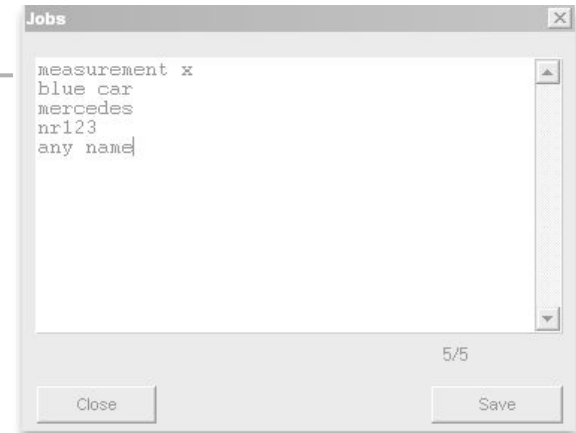 Jobs
measurement x
blue car
mercedes
nr123
any name
5/5
Close
Save